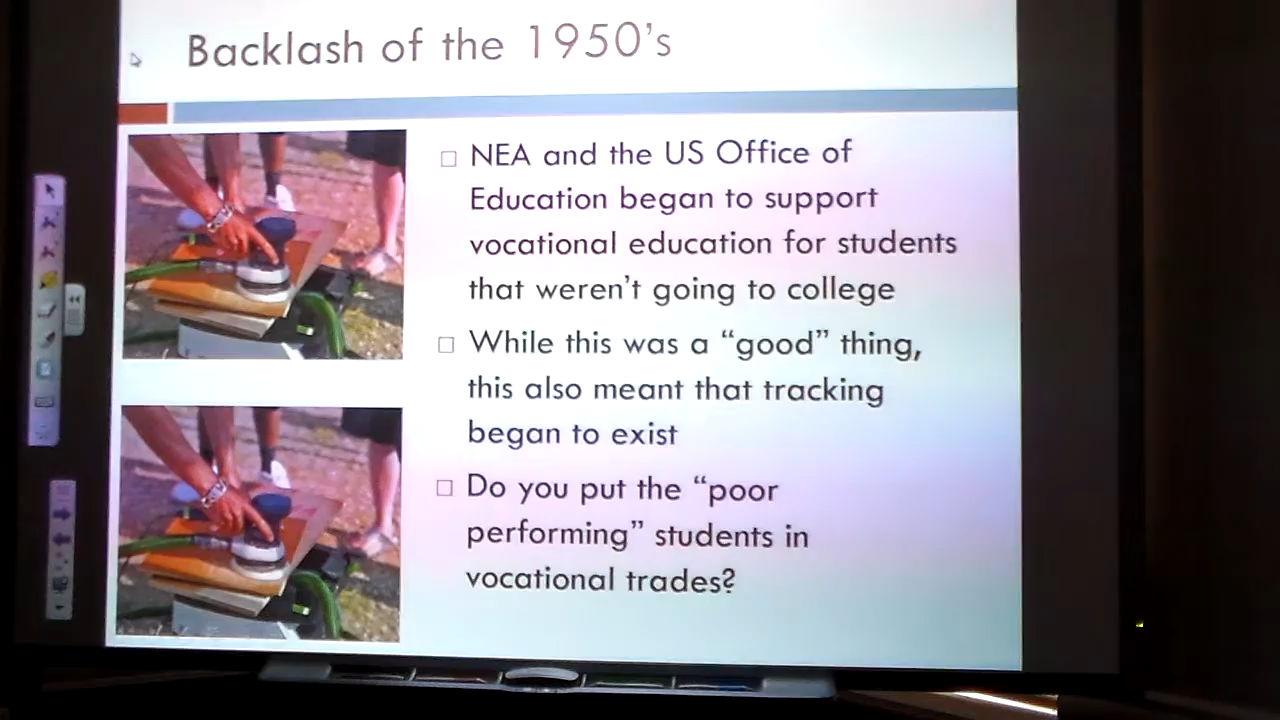 Backlash of the 1950's
NEA and the US Office of
Education began to support
vocational education for students
that weren't going to college
While this was a "good" thing,
this also meant that tracking
began to exist
Do you put the "poor
performing" students in
vocational trades?